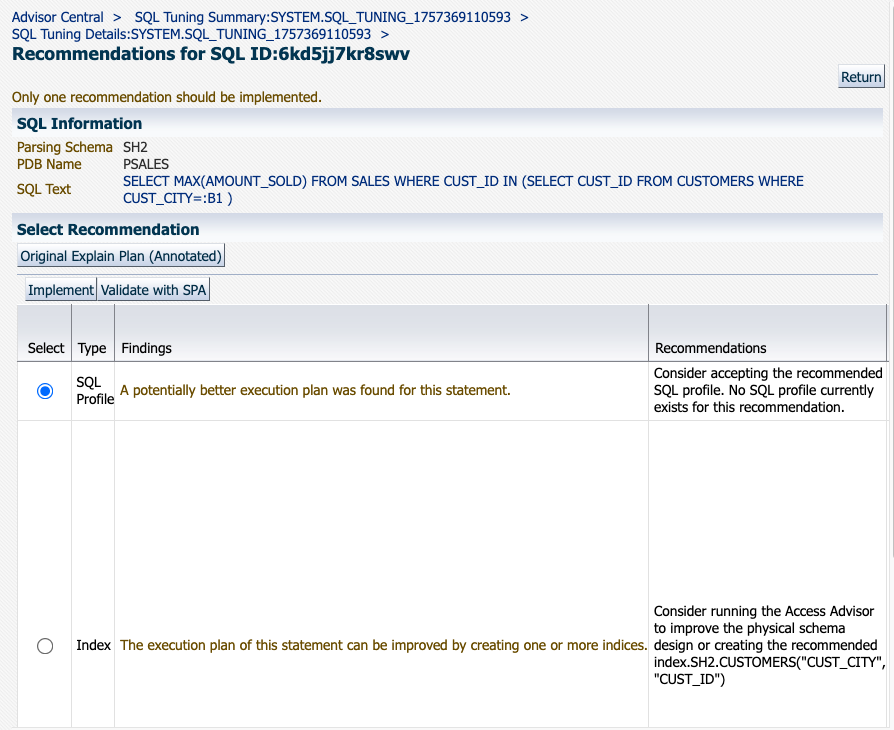 Advisor Central > SQL Tuning Summary:SYSTEM.SQL_TUNING_1757369110593 >
SQL Tuning Details:SYSTEM.SQL_TUNING_1757369110593 >
Recommendations for SQL ID:6kd5jj7kr8swv
Return
Only one recommendation should be implemented.
SQL Information
Parsing Schema SH2
PDB Name PSALES
SQL Text SELECT MAX(AMOUNT_SOLD) FROM SALES WHERE CUST_ID IN (SELECT CUST_ID FROM CUSTOMERS WHERE
CUST_CITY=:B1 )
Select Recommendation
Original Explain Plan (Annotated)
Implement Validate with SPA
Select Type Findings Recommendations
SQL
Profile
A potentially better execution plan was found for this statement.
Consider accepting the recommended
SQL profile. No SQL profile currently
exists for this recommendation.
Index
The execution plan of this statement can be improved by creating one or more indices.
Consider running the Access Advisor
to improve the physical schema
design or creating the recommended
index.SH2.CUSTOMERS("CUST_CITY",
"CUST_ID")